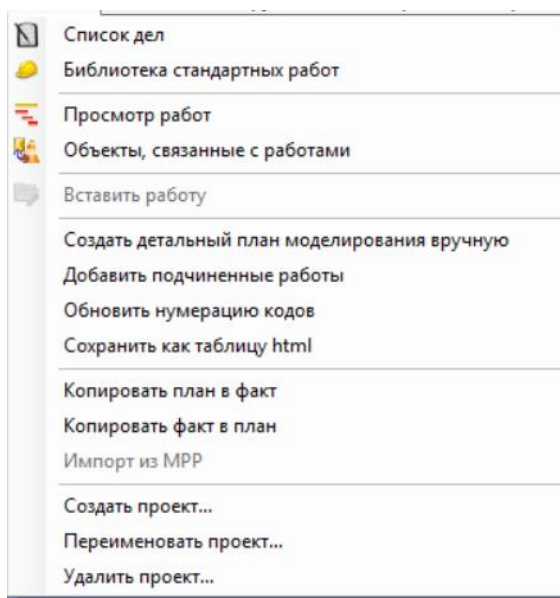 Список дел
Библиотека стандартных работ
Просмотр работ
Объекты, связанные с работами
Вставить работу
Создать детальный план моделирования вручную
Добавить подчиненные работы
Обновить нумерацию кодов
Сохранить как таблицу html
Копировать план в факт
Копировать факт в план
Импорт из MPP
Создать проект...
Переименовать проект...
Удалить проект...